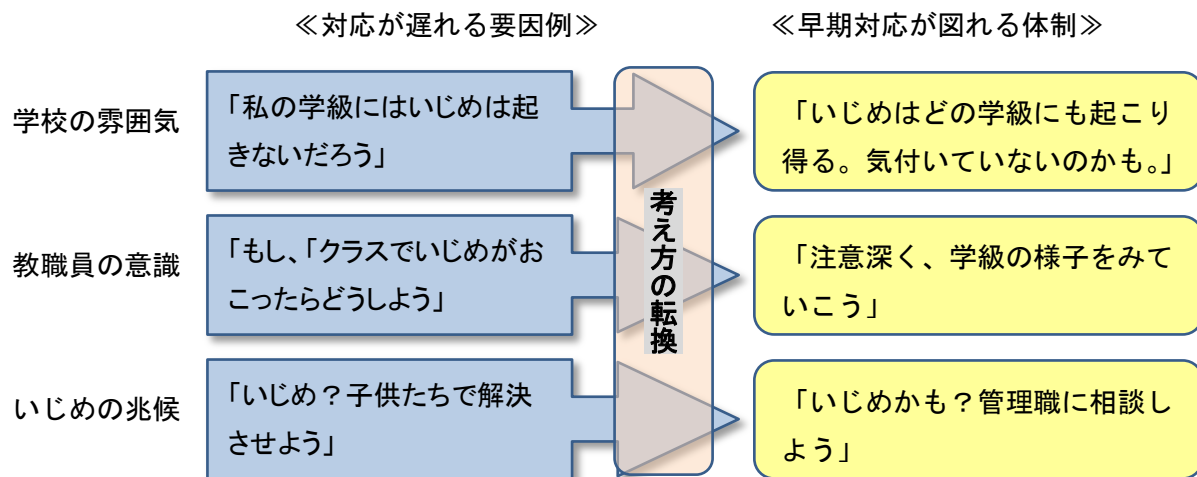 ≪対応が遅れる要因例≫
≪早期対応が図れる体制≫
学校の雰囲気
「私の学級にはいじめは起
きないだろう」
「いじめはどの学級にも起こり
得る。気付いていないのかも。」
教職員の意識
「もし、「クラスでいじめがお
こったらどうしよう」
「注意深く、学級の様子をみて
いこう」
いじめの兆候
「いじめ？子供たちで解決
させよう」
「いじめかも？管理職に相談し
よう」
考え方の転換